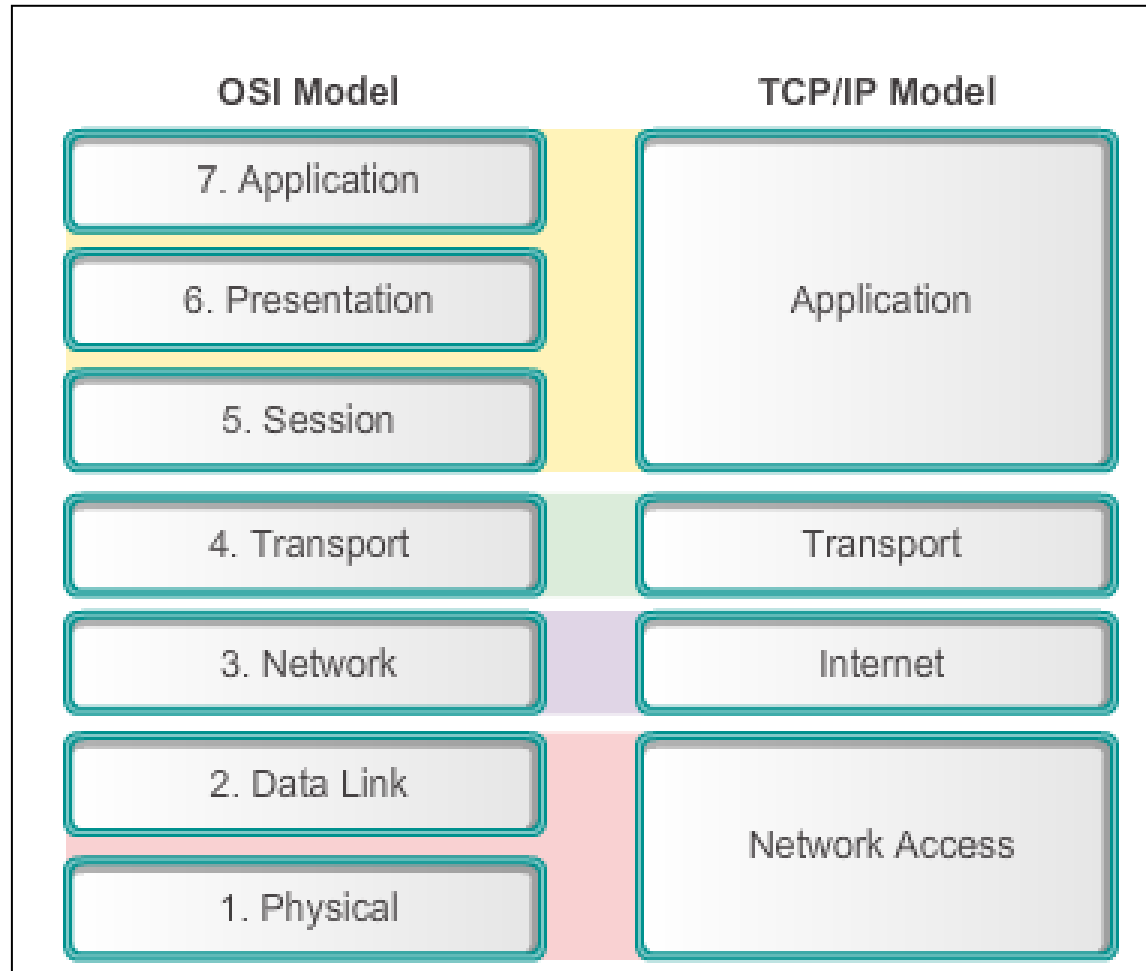 OSI Model
TCP/IP Model
7. Application
6. Presentation
5. Session
Application
4. Transport
Transport
3. Network
Internet
2. Data Link
1. Physical
Network Access